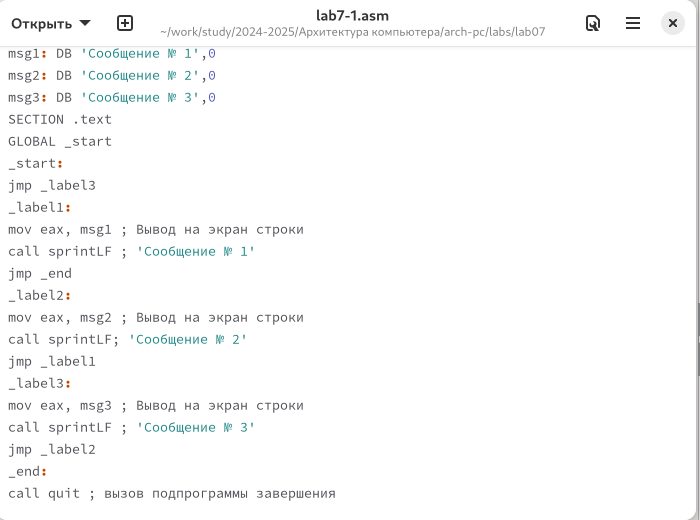 Открыть
lab7-1.asm
~/work/study/2024-2025/Архитектура компьютера/arch-pc/labs/lab07
msg1: DB 'Сообщение № 1',0
msg2: DB 'Сообщение № 2',0
msg3: DB 'Сообщение № 3',0
SECTION .text
GLOBAL _start
_start:
jmp _label3
_label1:
mov eax, msg1 ; Вывод на экран строки
call sprintLF ; 'Сообщение № 1'
jmp _end
_label2:
mov eax, msg2 ; Вывод на экран строки
call sprintLF; 'Сообщение № 2'
jmp _label1
_label3:
mov eax, msg3 ; Вывод на экран строки
call sprintLF ; 'Сообщение № 3'
jmp _label2
_end:
call quit ; вызов подпрограммы завершения